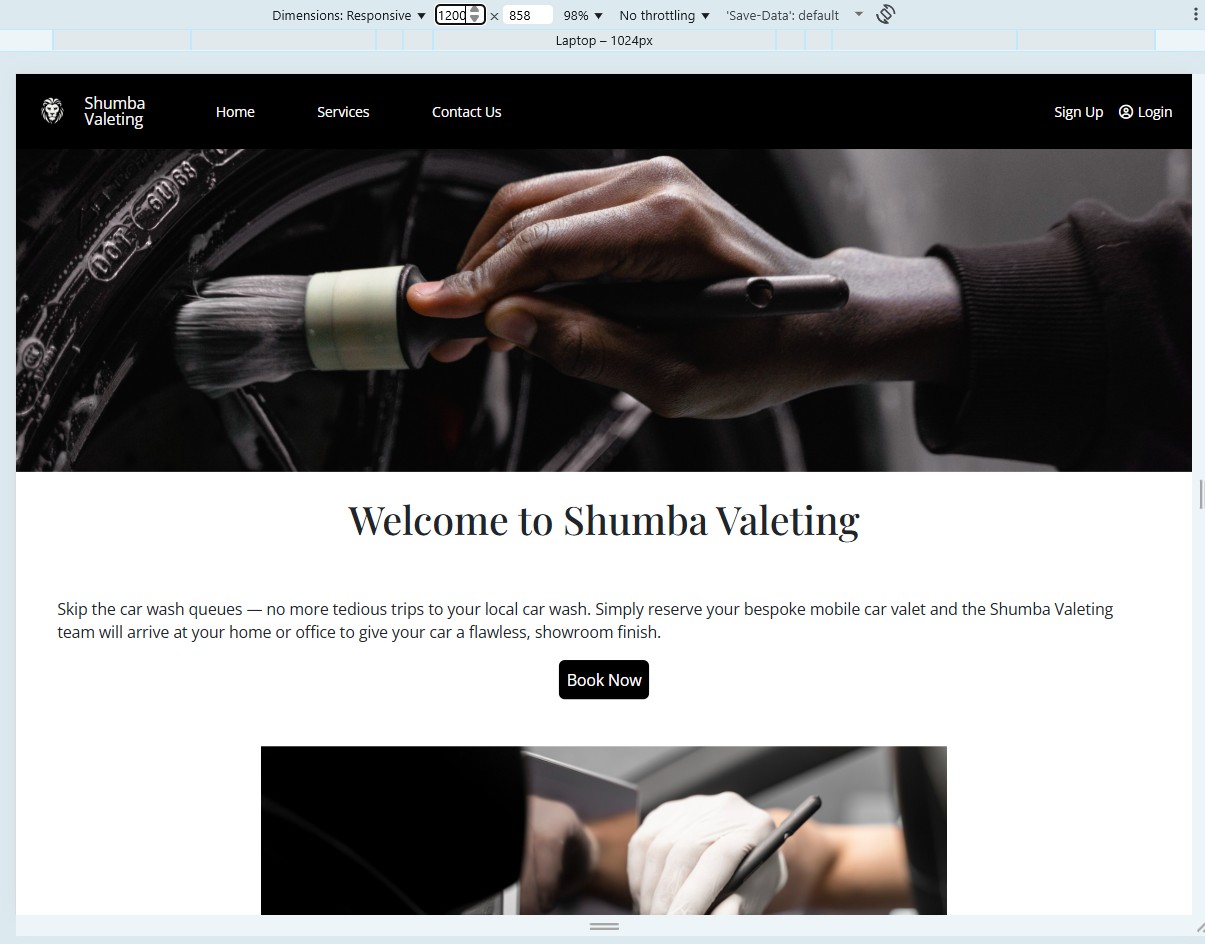 Dimensions: Responsive 1200 × 858 98% No throttling 'Save-Data': default
Laptop – 1024px
Shumba
Valeting
Home Services Contact Us Sign Up Login
Welcome to Shumba Valeting
Skip the car wash queues — no more tedious trips to your local car wash. Simply reserve your bespoke mobile car valet and the Shumba Valeting
team will arrive at your home or office to give your car a flawless, showroom finish.
Book Now